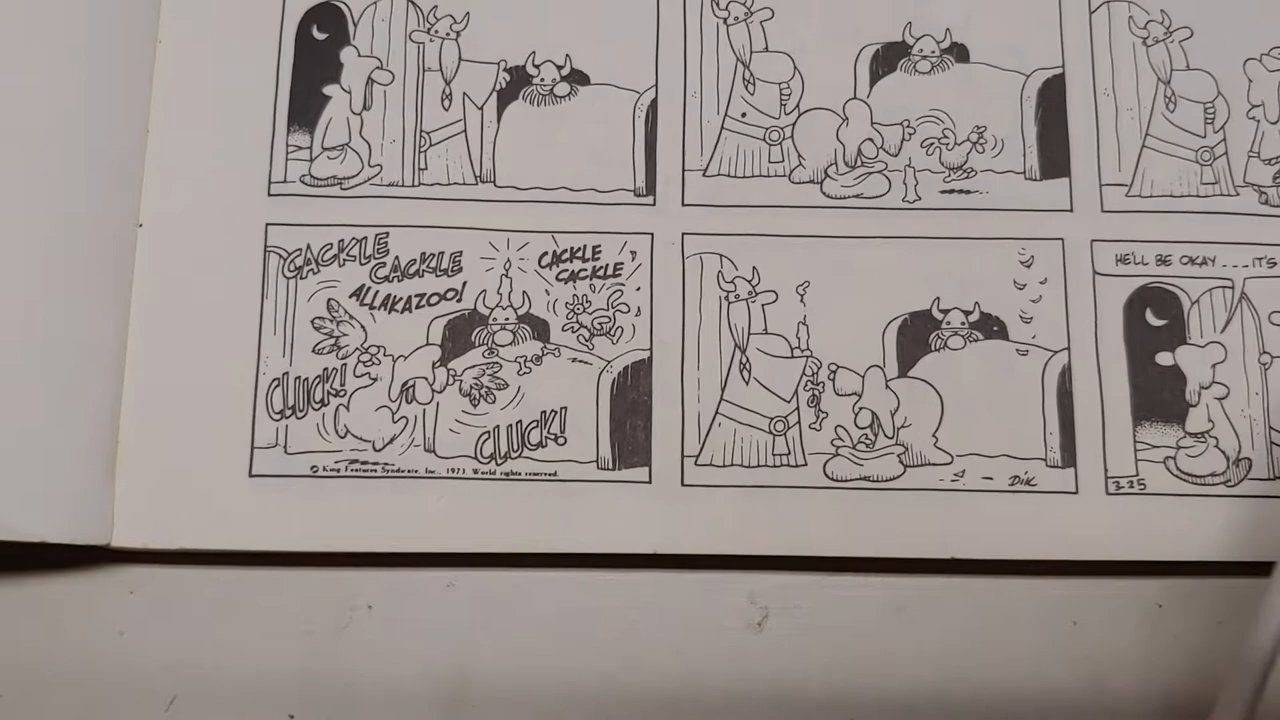 CACKLE
CACKLE
ALLAKAZOO!
CACKLE
CACKLE
CLUCK!
CLUCK!
© King Features Syndicate, Inc., 1973. World rights reserved.
DIK
HE'LL BE OKAY ___ IT'S
3-25